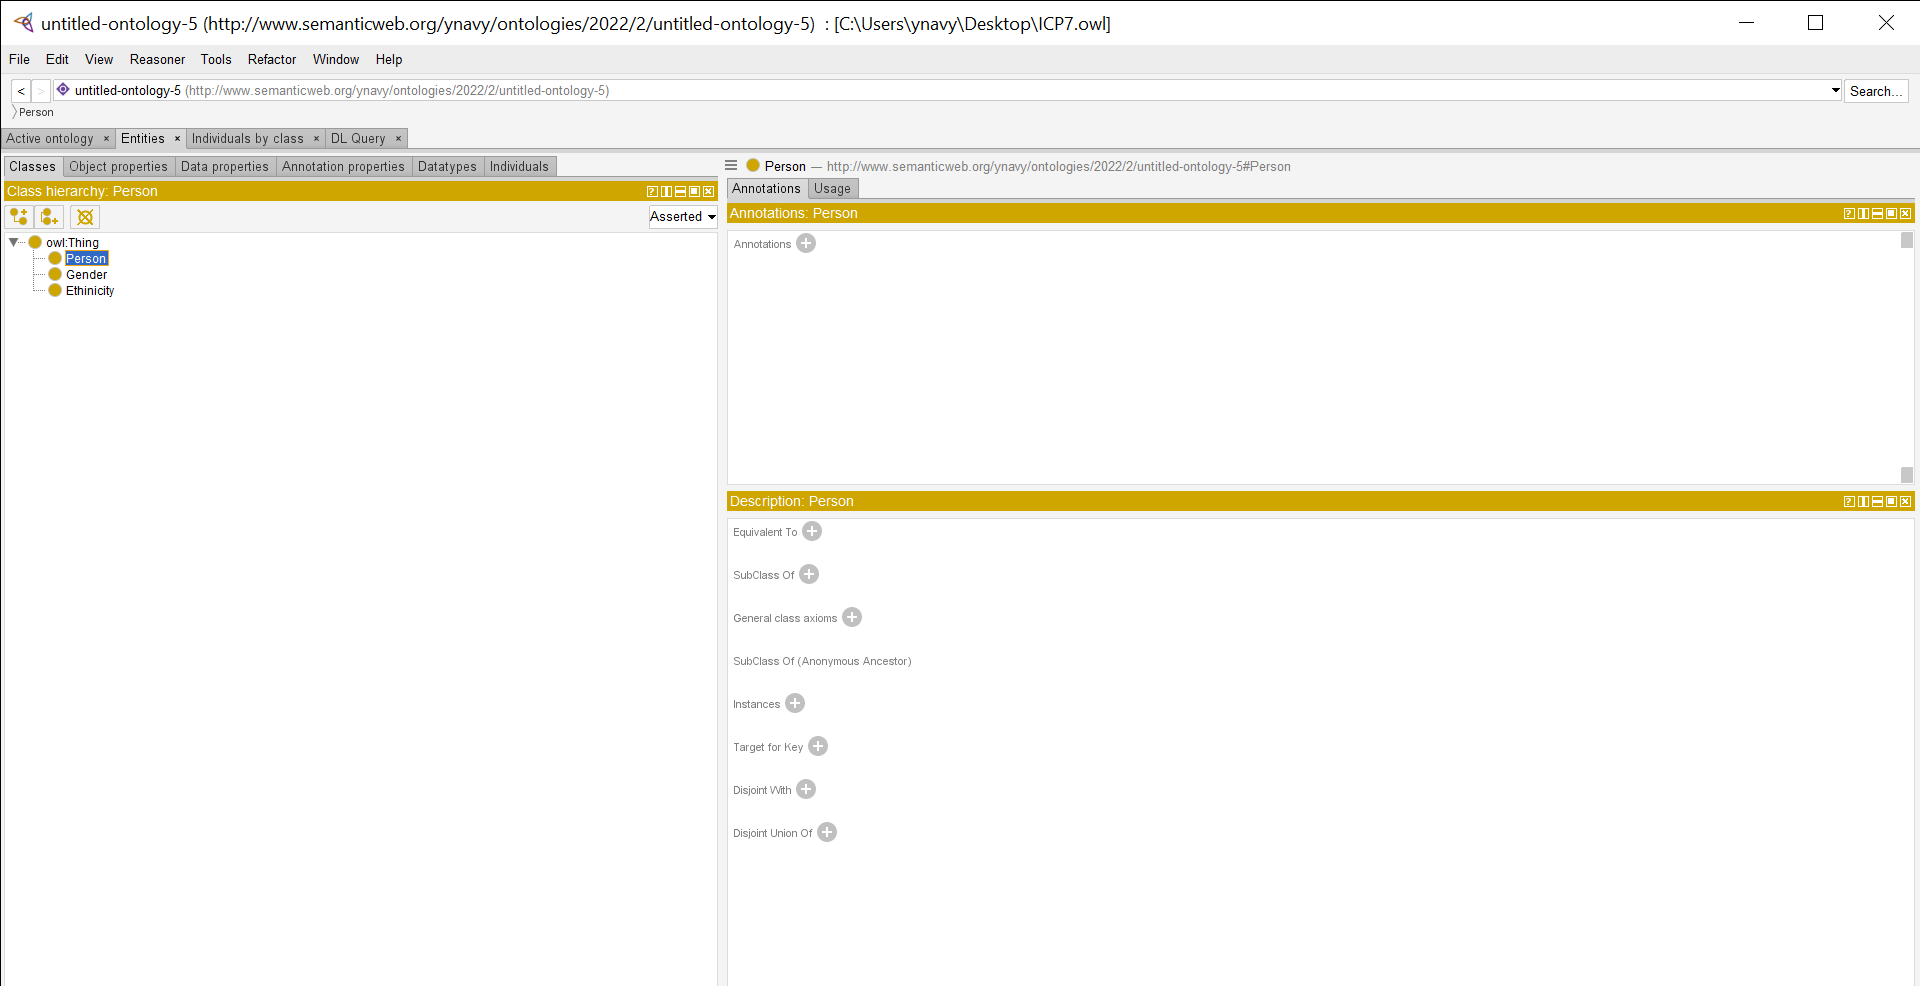 untitled-ontology-5 (http://www.semanticweb.org/ynavy/ontologies/2022/2/untitled-ontology-5) : [C:\Users\ynavy\Desktop\ICP7.owl]
File Edit View Reasoner Tools Refactor Window Help
< > untitled-ontology-5 (http://www.semanticweb.org/ynavy/ontologies/2022/2/untitled-ontology-5) Search...
Person
Active ontology × Entities × Individuals by class × DL Query ×
Classes Object properties Data properties Annotation properties Datatypes Individuals
Class hierarchy: Person
Asserted
owl:Thing
Person
Gender
Ethinicity
Person — http://www.semanticweb.org/ynavy/ontologies/2022/2/untitled-ontology-5#Person
Annotations Usage
Annotations: Person
Annotations
Description: Person
Equivalent To
SubClass Of
General class axioms
SubClass Of (Anonymous Ancestor)
Instances
Target for Key
Disjoint With
Disjoint Union Of